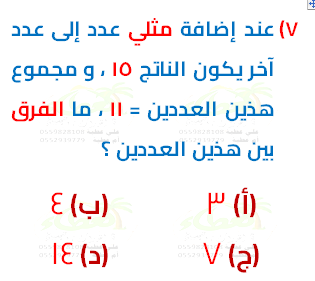 ٧) عند إضافة مثلي عدد إلى عدد
آخر يكون الناتج ١٥ ، و مجموع
هذين العددين = ١١ ، ما الفرق
بين هذين العددين ؟
(أ) ٣ (ب) ٤
(ج) ٧ (د) ١٤